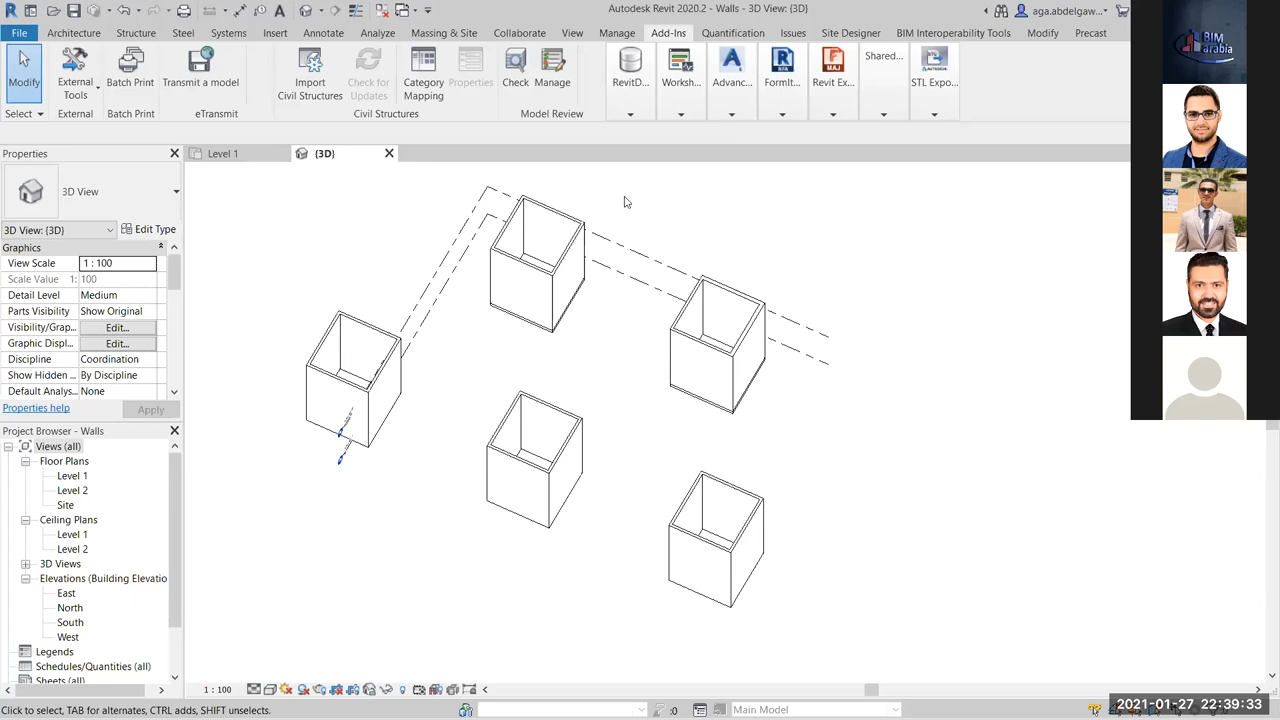 Autodesk Revit 2020.2 - Walls - 3D View: {3D}
aga.abdelgaw...
File Architecture Structure Steel Systems Insert Annotate Analyze Massing & Site Collaborate View Manage Add-Ins Quantification Issues Site Designer BIM Interoperability Tools Modify Precast
Modify
External Tools
Batch Print
Transmit a model
Import Civil Structures
Check for Updates
Category Mapping
Properties
Check
Manage
RevitD...
Worksh...
Advanc...
FormIt...
Revit Ex...
Shared...
STL Expo...
Select
External
Batch Print
eTransmit
Civil Structures
Model Review
BIM
arabia
Properties
Level 1
{3D}
3D View
3D View: {3D}
Edit Type
Graphics
View Scale 1 : 100
Scale Value 1: 100
Detail Level Medium
Parts Visibility Show Original
Visibility/Grap... Edit...
Graphic Displ... Edit...
Discipline Coordination
Show Hidden ... By Discipline
Default Analys... None
Properties help
Apply
Project Browser - Walls
Views (all)
Floor Plans
Level 1
Level 2
Site
Ceiling Plans
Level 1
Level 2
3D Views
Elevations (Building Elevatio
East
North
South
West
Legends
Schedules/Quantities (all)
Sheets (all)
1 : 100
Click to select, TAB for alternates, CTRL adds, SHIFT unselects.
:0
Main Model
2021-01-27 22:39:33